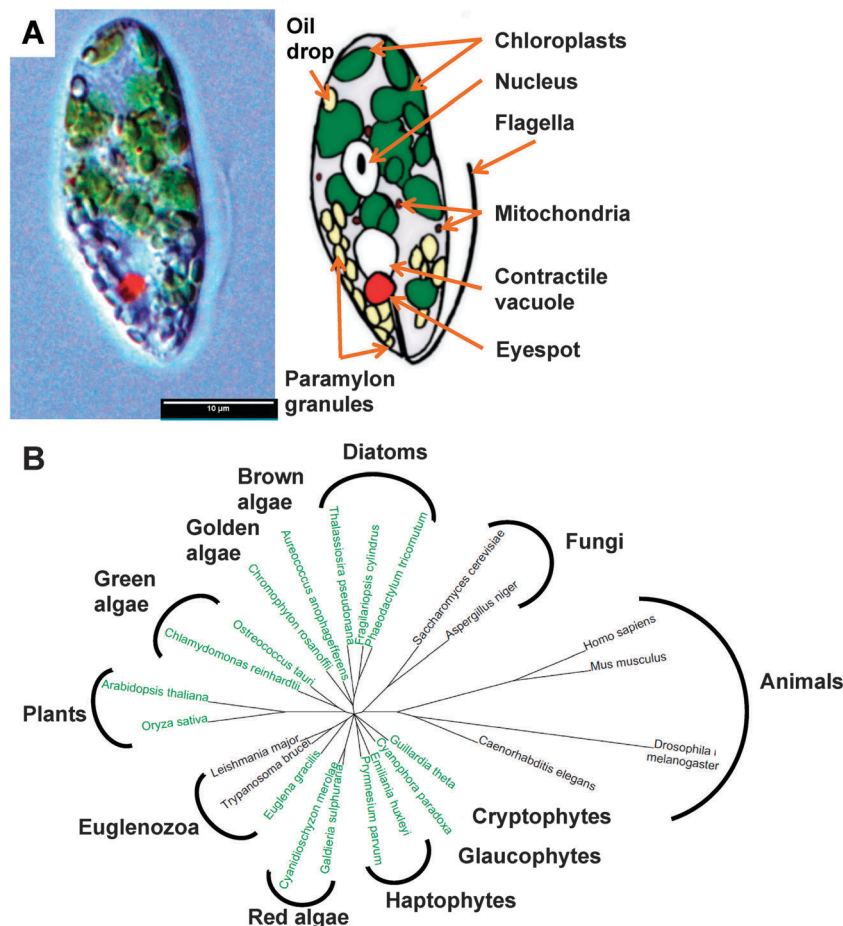 A
Oil
drop
Chloroplasts
Nucleus
Flagella
Mitochondria
Contractile
vacuole
Eyespot
Paramylon
granules
10 µm
B
Diatoms
Brown
algae
Golden
algae
Green
algae
Plants
Euglenozoa
Red algae
Haptophytes
Glaucophytes
Cryptophytes
Animals
Fungi
Arabidopsis thaliana
Oryza sativa
Chlamydomonas reinhardtii
Ostreococcus tauri
Chromophyton rosanoffii
Aureococcus anophagefferens
Thalassiosira pseudonana
Fragilariopsis cylindrus
Phaeodactylum tricornutum
Saccharomyces cerevisiae
Aspergillus niger
Homo sapiens
Mus musculus
Drosophila
melanogaster
Caenorhabditis elegans
Guillardia theta
Cyanophora paradoxa
Emiliania huxleyi
Prymnesium parvum
Galdieria sulphuraria
Cyanidioschyzon merolae
Euglena gracilis
Trypanosoma brucei
Leishmania major